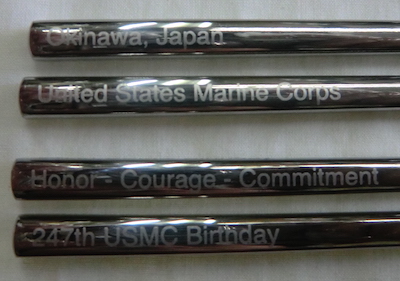 Okinawa, Japan
United States Marine Corps
Honor - Courage - Commitment
247th USMC Birthday